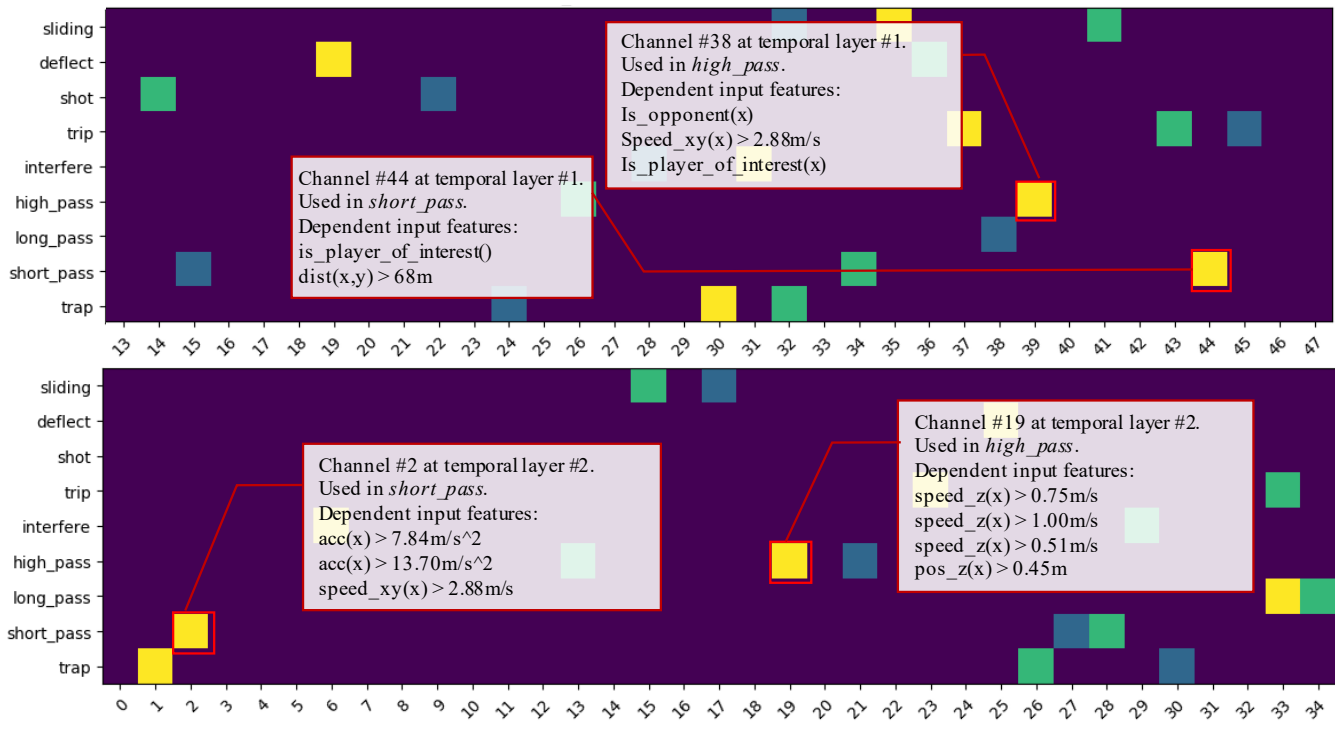 sliding
deflect
shot
trip
interfere
high_pass
long_pass
short_pass
trap
Channel #38 at temporal layer #1.
Used in high_pass.
Dependent input features:
Is_opponent(x)
Speed_xy(x) > 2.88m/s
Is_player_of_interest(x)
Channel #44 at temporal layer #1.
Used in short_pass.
Dependent input features:
is_player_of_interest()
dist(x,y) > 68m
13 14 15 16 17 18 19 20 21 22 23 24 25 26 27 28 29 30 31 32 33 34 35 36 37 38 39 40 41 42 43 44 45 46 47
sliding
deflect
shot
trip
interfere
high_pass
long_pass
short_pass
trap
Channel #2 at temporal layer #2.
Used in short_pass.
Dependent input features:
acc(x) > 7.84m/s^2
acc(x) > 13.70m/s^2
speed_xy(x) > 2.88m/s
Channel #19 at temporal layer #2.
Used in high_pass.
Dependent input features:
speed_z(x) > 0.75m/s
speed_z(x) > 1.00m/s
speed_z(x) > 0.51m/s
pos_z(x) > 0.45m
0 1 2 3 4 5 6 7 8 9 10 11 12 13 14 15 16 17 18 19 20 21 22 23 24 25 26 27 28 29 30 31 32 33 34